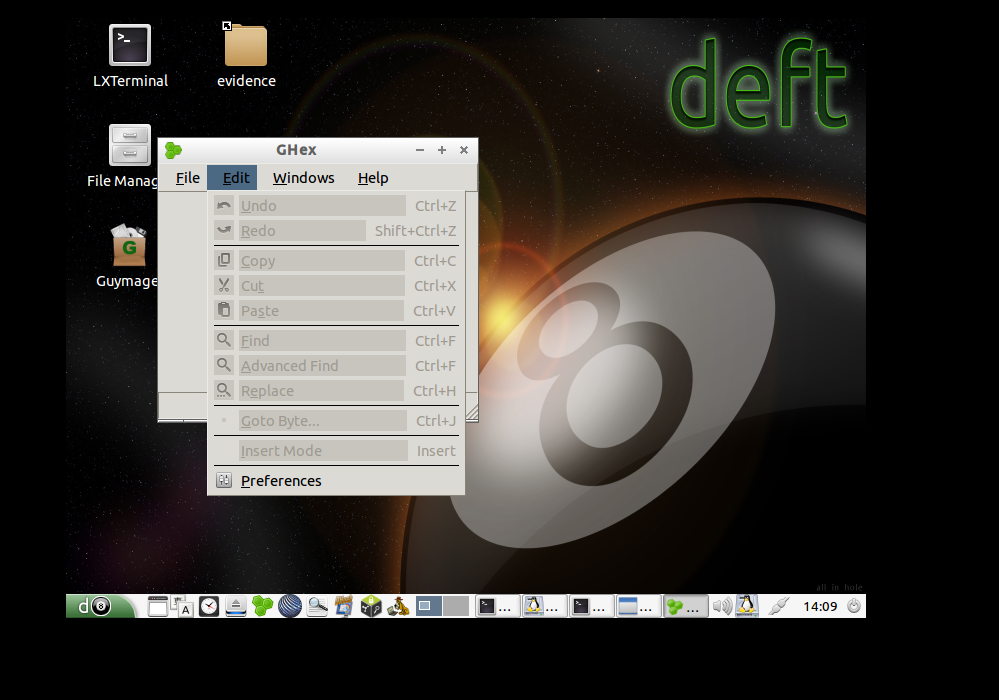 LXTerminal
evidence
deft
File Manag
Guymage
GHex
File Edit Windows Help
Undo Ctrl+Z
Redo Shift+Ctrl+Z
Copy Ctrl+C
Cut Ctrl+X
Paste Ctrl+V
Find Ctrl+F
Advanced Find Ctrl+F
Replace Ctrl+H
Goto Byte... Ctrl+J
Insert Mode Insert
Preferences
all in hole
d8 A ... ... ... ... ... 14:09